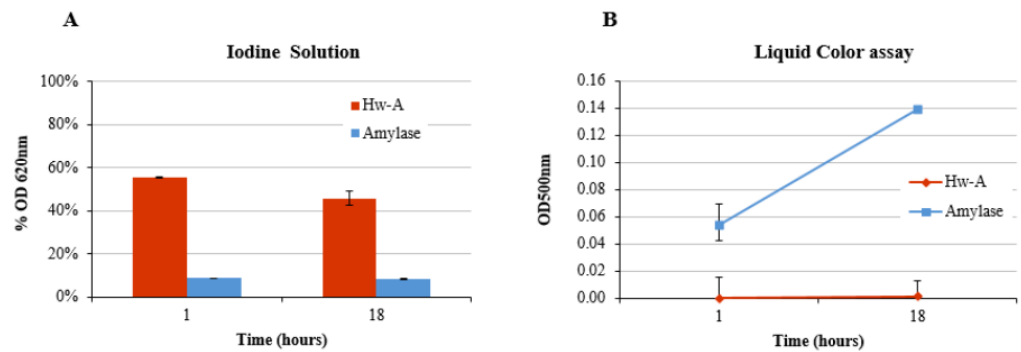 A
Iodine Solution
100%
80%
60%
40%
20%
0%
% OD 620nm
Hw-A
Amylase
1
18
Time (hours)
B
Liquid Color assay
0.16
0.14
0.12
0.10
0.08
0.06
0.04
0.02
0.00
OD500nm
Hw-A
Amylase
1
18
Time (hours)